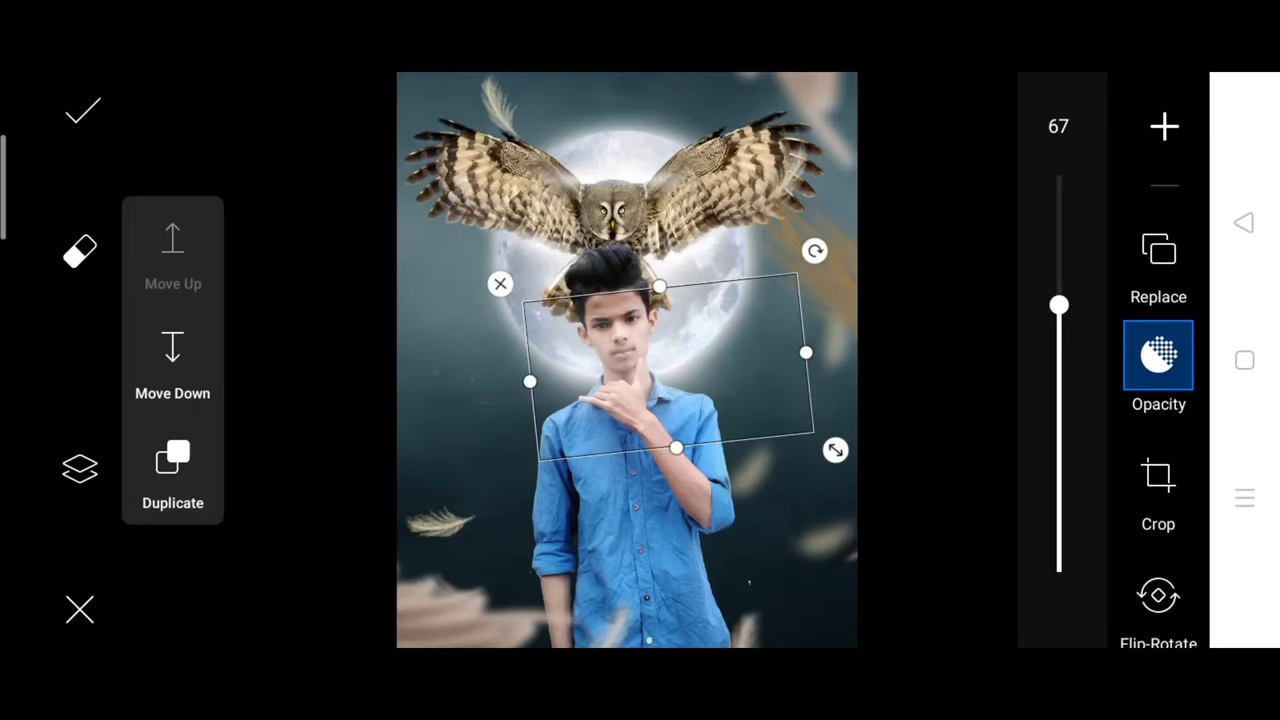 67
Move Up
Replace
Move Down
Opacity
Duplicate
Crop
Flip-Rotate